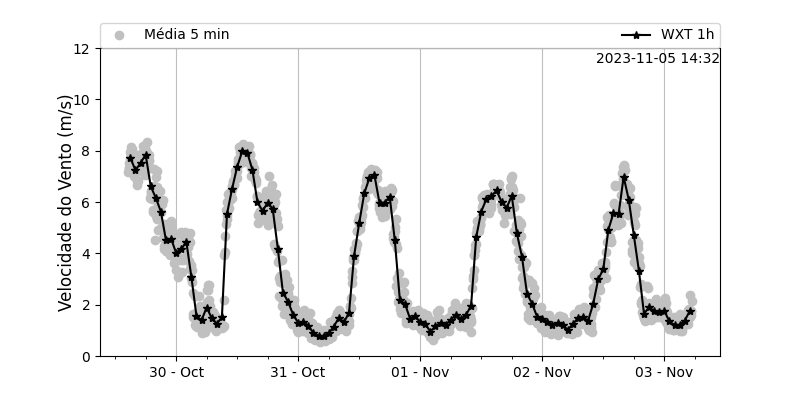 Média 5 min
WXT 1h
2023-11-05 14:32
Velocidade do Vento (m/s)
12
10
8
6
4
2
0
30 - Oct
31 - Oct
01 - Nov
02 - Nov
03 - Nov